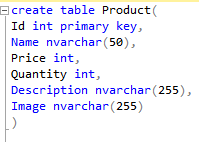 create table Product(
Id int primary key,
Name nvarchar(50),
Price int,
Quantity int,
Description nvarchar(255),
Image nvarchar(255)
)